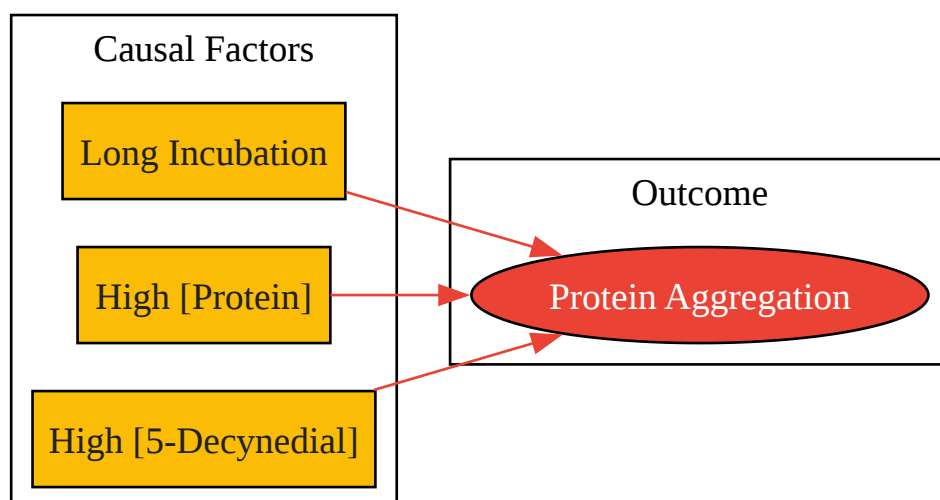 Causal Factors
Long Incubation
High [Protein]
High [5-Decynedial]
Outcome
Protein Aggregation